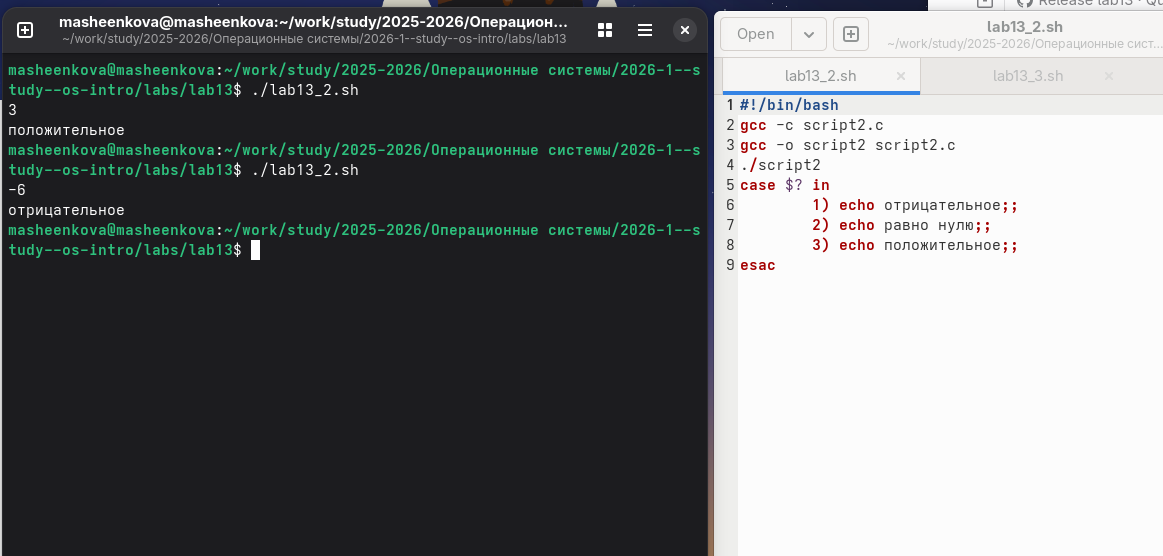 masheenkova@masheenkova:~/work/study/2025-2026/Операцион...
~/work/study/2025-2026/Операционные системы/2026-1--study--os-intro/labs/lab13
masheenkova@masheenkova:~/work/study/2025-2026/Операционные системы/2026-1--s
tudy--os-intro/labs/lab13$ ./lab13_2.sh
3
положительное
masheenkova@masheenkova:~/work/study/2025-2026/Операционные системы/2026-1--s
tudy--os-intro/labs/lab13$ ./lab13_2.sh
-6
отрицательное
masheenkova@masheenkova:~/work/study/2025-2026/Операционные системы/2026-1--s
tudy--os-intro/labs/lab13$
Release lab13 · Qu
Open
lab13_2.sh
~/work/study/2025-2026/Операционные сист...
lab13_2.sh ×
lab13_3.sh ×
1 #!/bin/bash
2 gcc -c script2.c
3 gcc -o script2 script2.c
4 ./script2
5 case $? in
6 1) echo отрицательное;;
7 2) echo равно нулю;;
8 3) echo положительное;;
9 esac